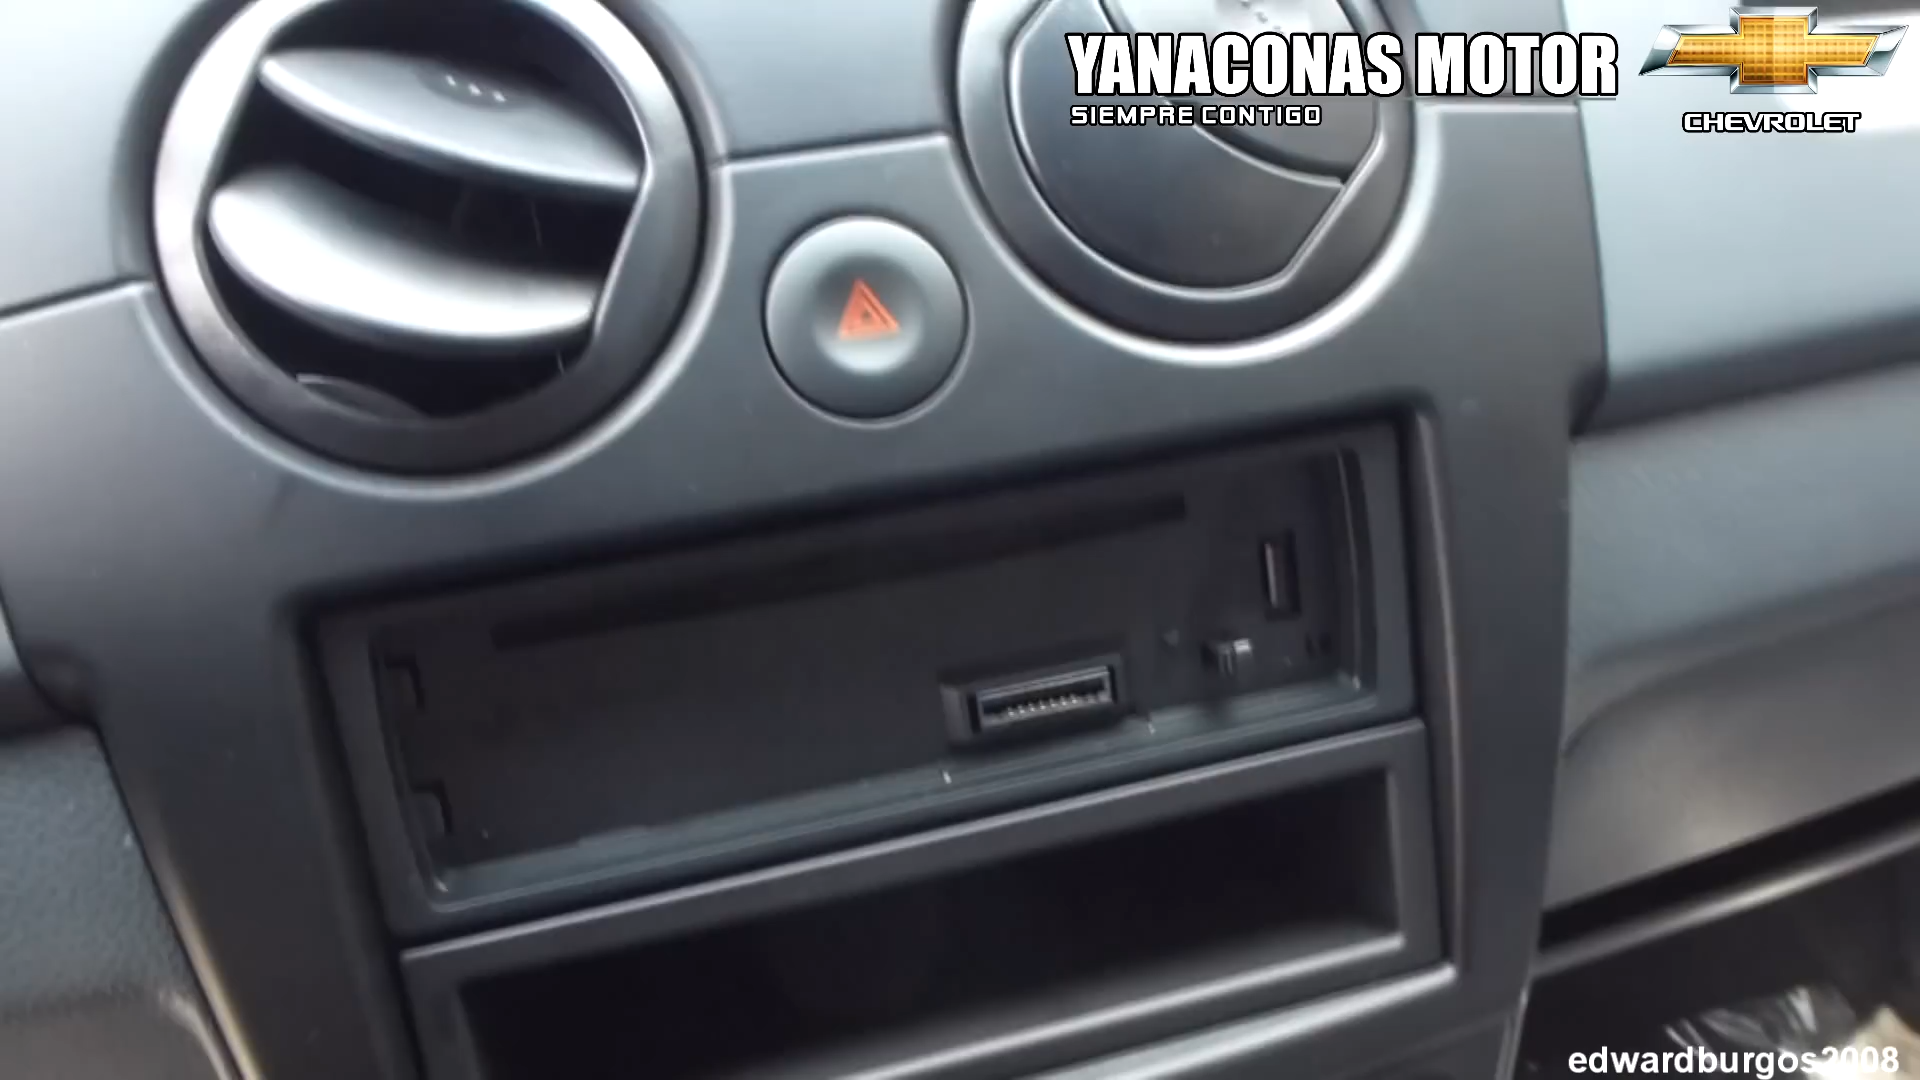 YANACONAS MOTOR
SIEMPRE CONTIGO
CHEVROLET
edwardburgos2008